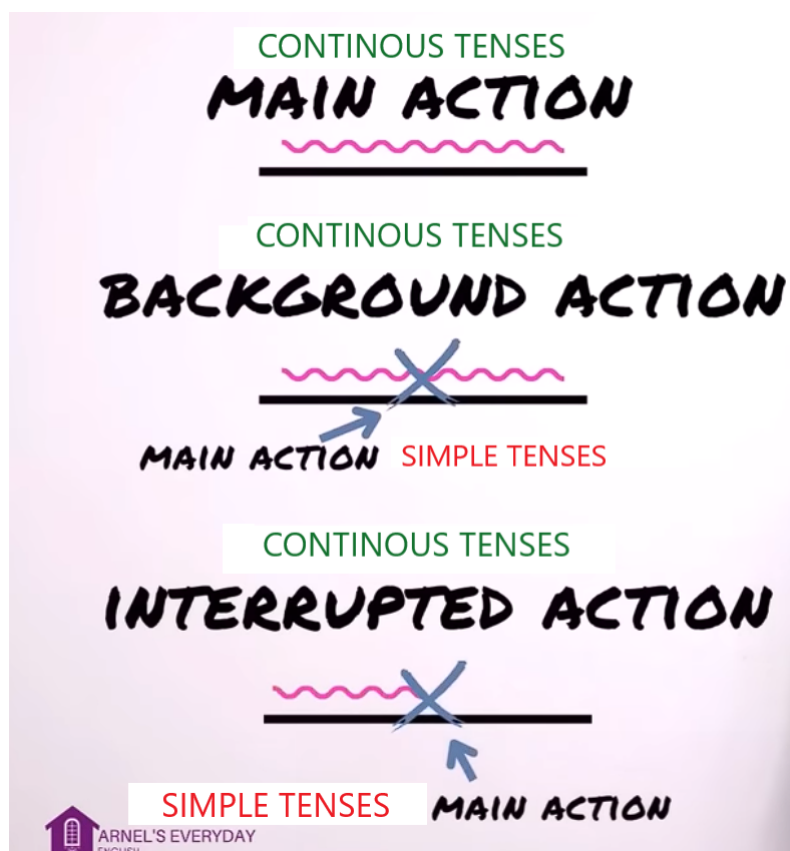 CONTINOUS TENSES
MAIN ACTION
CONTINOUS TENSES
BACKGROUND ACTION
MAIN ACTION SIMPLE TENSES
CONTINOUS TENSES
INTERRUPTED ACTION
SIMPLE TENSES MAIN ACTION
ARNEL'S EVERYDAY
ENGLISH